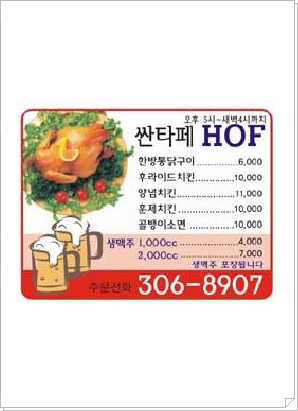 오후 5시~새벽4시까지
싼타페 HOF
한방통닭구이 ............... 6,000
후라이드치킨 ............ 10,000
양념치킨 .................... 11,000
훈제치킨 .................... 10,000
골뱅이소면 ................ 10,000
생맥주 1,000cc ................... 4,000
2,000cc ................... 7,000
생맥주 포장됩니다
주문전화 306-8907